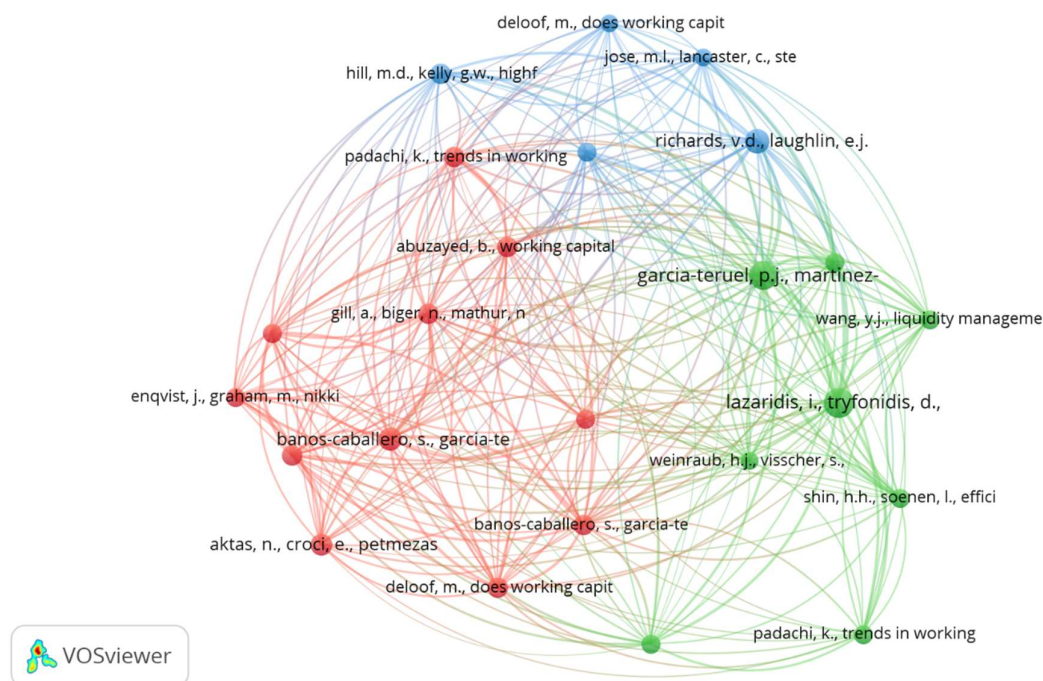 deloof, m., does working capit
jose, m.l., lancaster, c., ste
hill, m.d., kelly, g.w., highf
richards, v.d., laughlin, e.j.
padachi, k., trends in working
abuzayed, b., working capital
garcia-teruel, p.j., martinez-
gill, a., biger, n., mathur, n
wang, y.j., liquidity manageme
enqvist, j., graham, m., nikki
lazaridis, i., tryfonidis, d.,
banos-caballero, s., garcia-te
weinraub, h.j., visscher, s.,
shin, h.h., soenen, l., effici
banos-caballero, s., garcia-te
aktas, n., croci, e., petmezas
deloof, m., does working capit
padachi, k., trends in working
VOSviewer